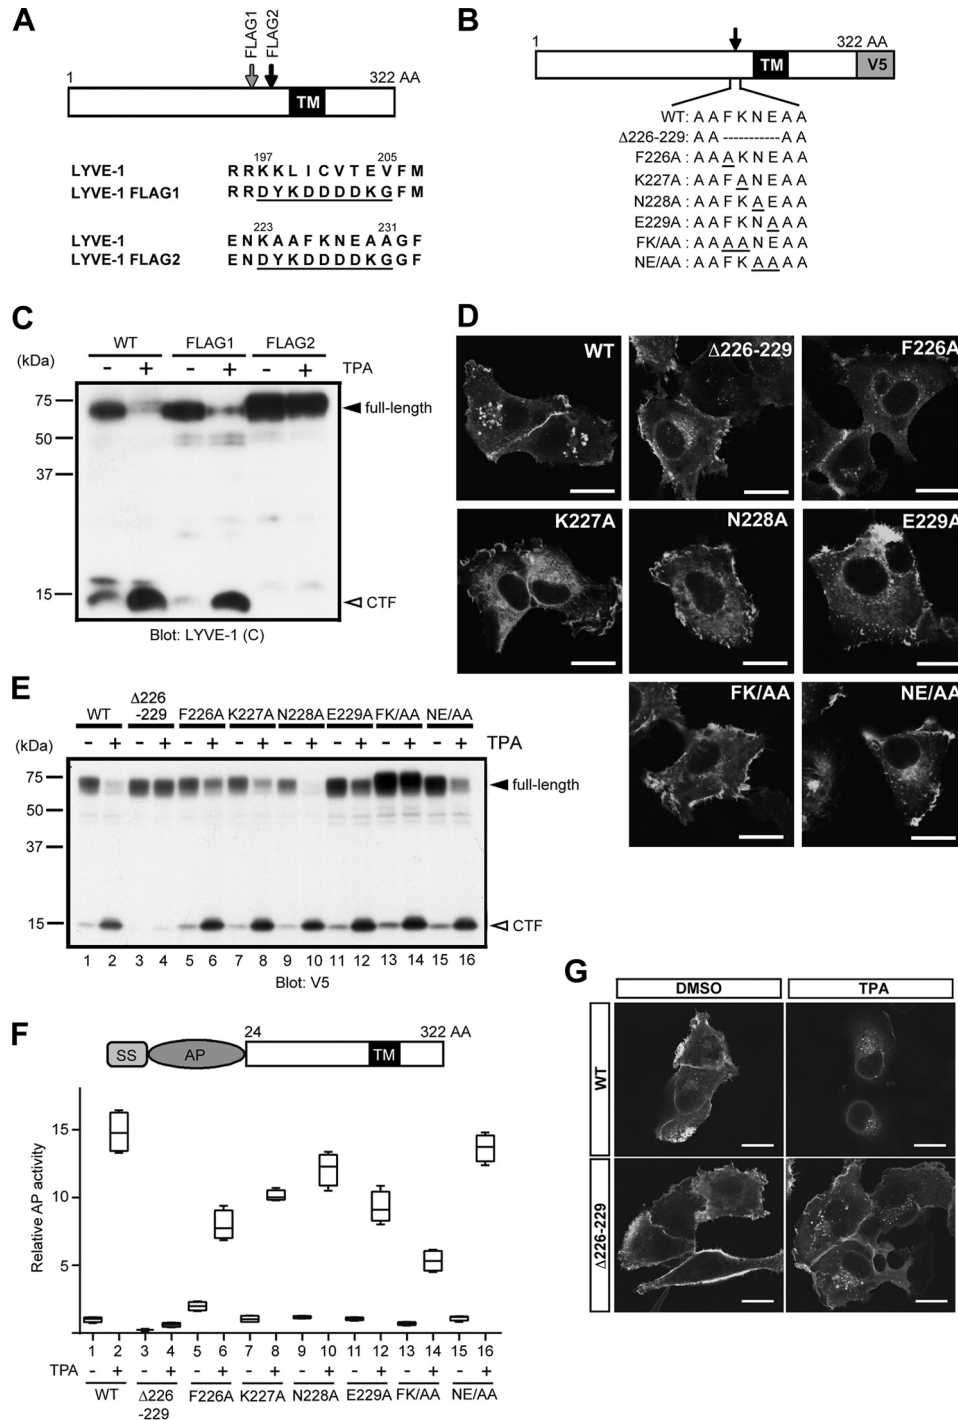 A
FLAG1
FLAG2
1
322 AA
TM
197
205
LYVE-1 R R K K L I C V T E V F M
LYVE-1 FLAG1 R R D Y K D D D D K G F M
223
231
LYVE-1 E N K A A F K N E A A G F
LYVE-1 FLAG2 E N D Y K D D D D K G G F
B
1
322 AA
TM
V5
WT: A A F K N E A A
Δ226-229: A A ----------- A A
F226A: A A A K N E A A
K227A: A A F A N E A A
N228A: A A F K A E A A
E229A: A A F K N A A A
FK/AA : A A A A N E A A
NE/AA : A A F K A A A A
C
WT FLAG1 FLAG2
(kDa)
- + - + - + TPA
75
50
37
15
full-length
CTF
Blot: LYVE-1 (C)
D
WT
Δ226-229
F226A
K227A
N228A
E229A
FK/AA
NE/AA
E
WT Δ226 -229 F226A K227A N228A E229A FK/AA NE/AA
(kDa)
- + - + - + - + - + - + - + - + TPA
75
50
37
15
full-length
CTF
1 2 3 4 5 6 7 8 9 10 11 12 13 14 15 16
Blot: V5
F
SS
AP
24
322 AA
TM
Relative AP activity
15
10
5
1 2 3 4 5 6 7 8 9 10 11 12 13 14 15 16
TPA - + - + - + - + - + - + - + - +
WT Δ226 -229 F226A K227A N228A E229A FK/AA NE/AA
G
DMSO
TPA
WT
Δ226-229